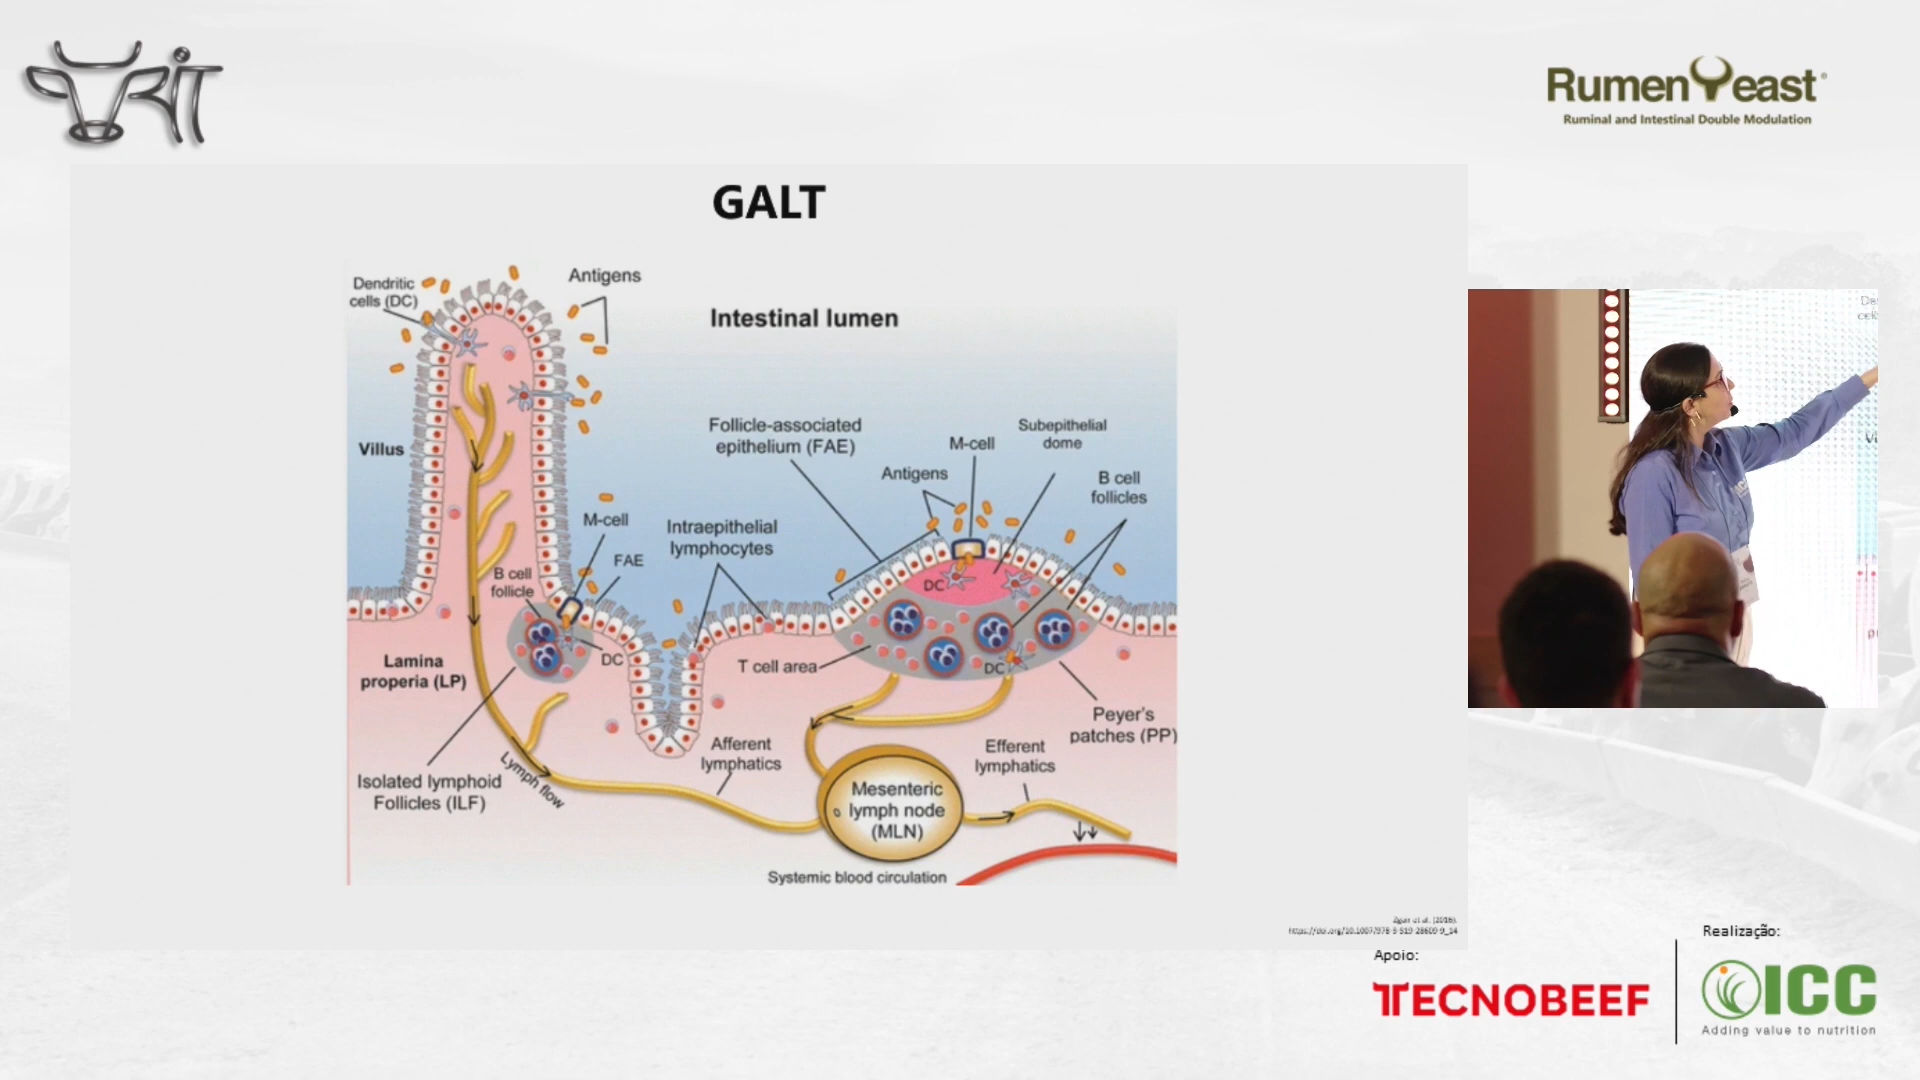 RIT
RumenYeast®
Ruminal and Intestinal Double Modulation
GALT
Dendritic
cells (DC)
Antigens
Intestinal lumen
Villus
Follicle-associated
epithelium (FAE)
M-cell
Subepithelial
dome
Antigens
B cell
follicles
M-cell
FAE
Intraepithelial
lymphocytes
B cell
follicle
DC
DC
T cell area
DC
Lamina
properia (LP)
Peyer's
patches (PP)
Isolated lymphoid
Follicles (ILF)
Lymph flow
Afferent
lymphatics
Efferent
lymphatics
Mesenteric
lymph node
(MLN)
Systemic blood circulation
Apoio:
TECNOBEEF
Realização:
ICC
Adding value to nutrition